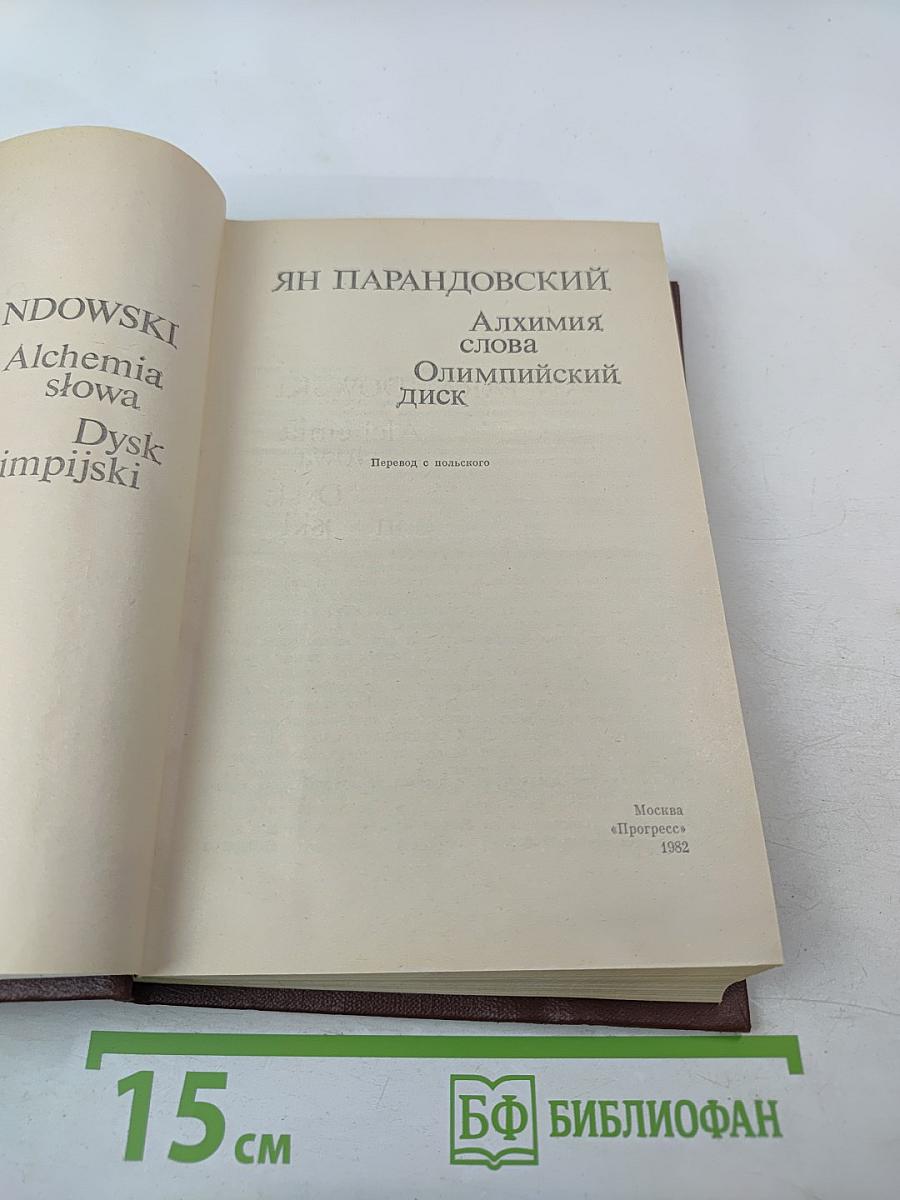 NDOWSKI
Alchemia
słowa
Dysk
impijski
ЯН ПАРАНДОВСКИЙ
Алхимия
слова
Олимпийский
диск
Перевод с польского
Москва
«Прогресс»
1982
15 см
БФ БИБЛИОФАН